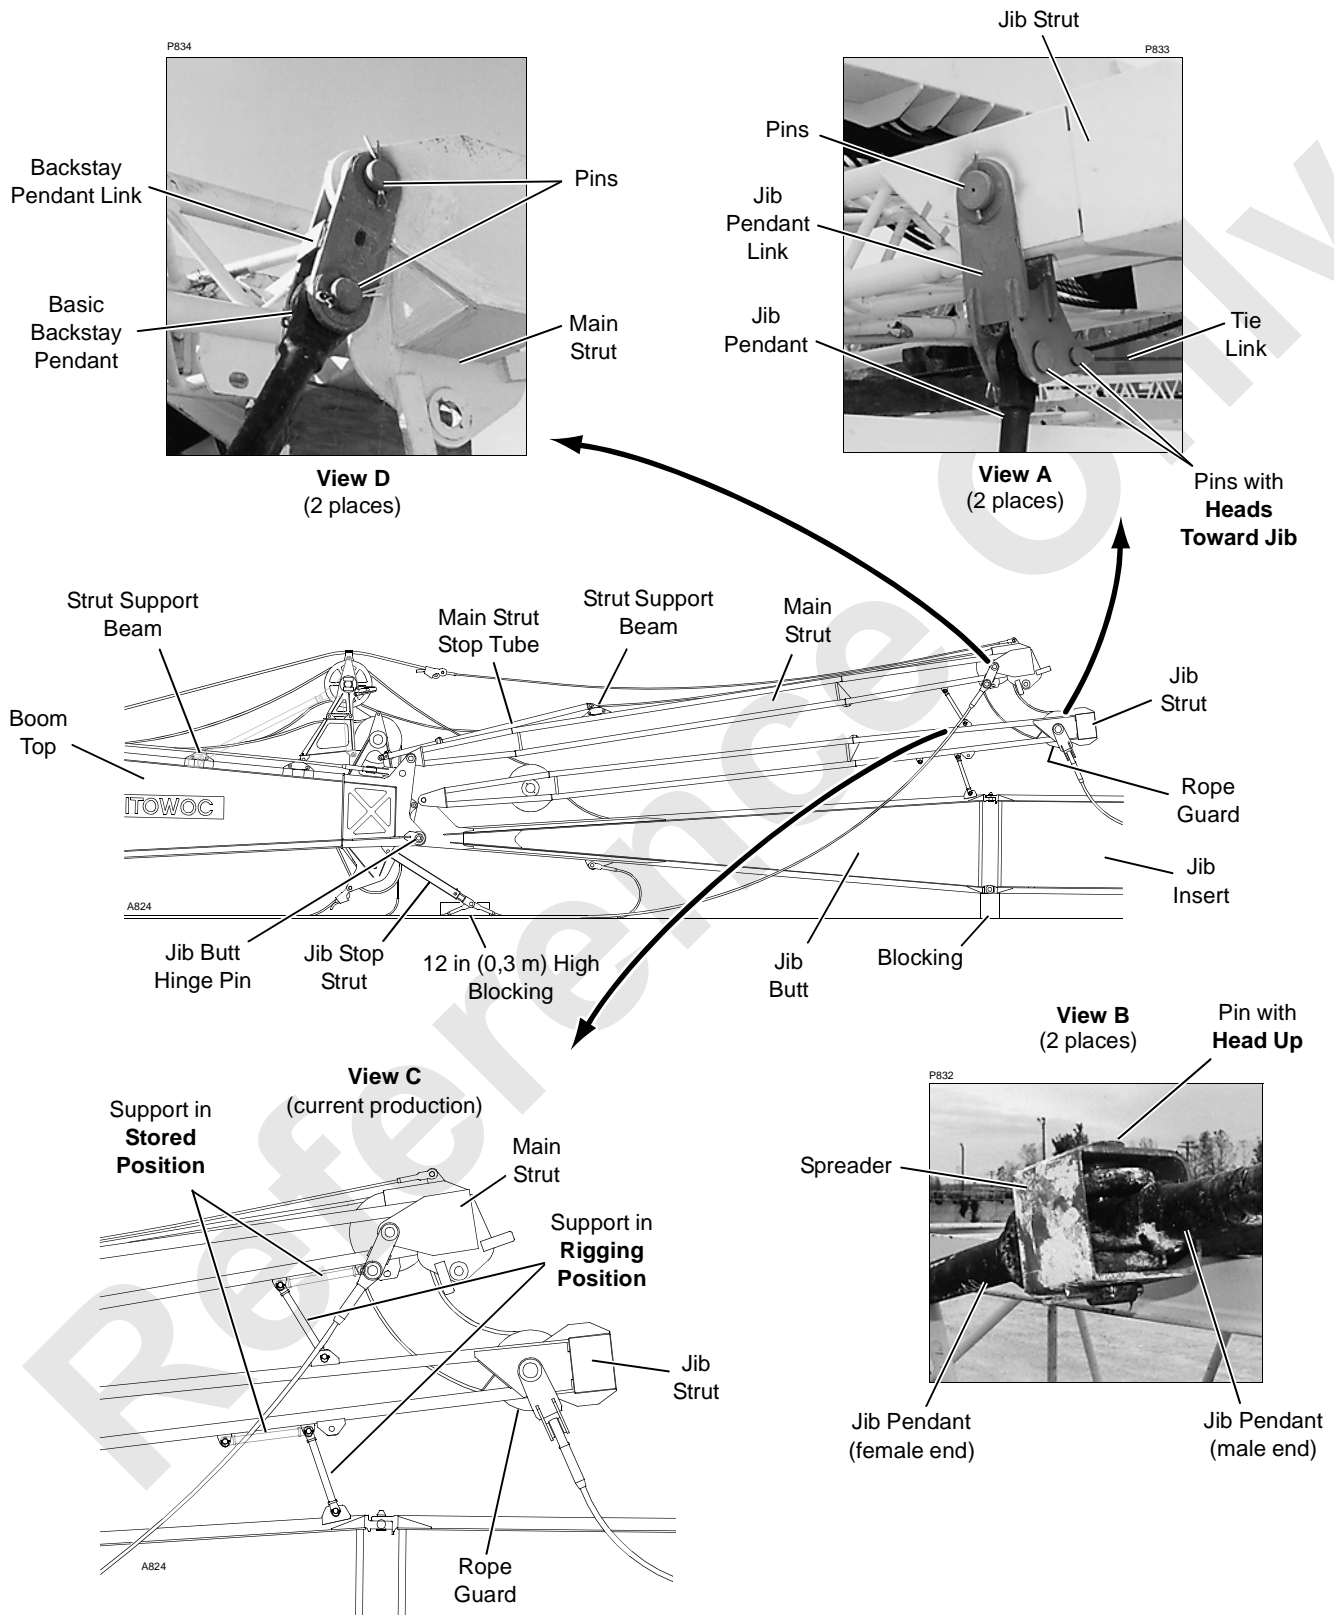 Jib Strut
P834
P833
Pins
Backstay
Pendant Link
Pins
Jib
Pendant
Link
Basic
Backstay
Pendant
Main
Strut
Jib
Pendant
Tie
Link
View D
(2 places)
View A
(2 places)
Pins with
Heads
Toward Jib
Strut Support
Beam
Main Strut
Stop Tube
Strut Support
Beam
Main
Strut
Jib
Strut
Boom
Top
ITOWOC
Rope
Guard
Jib
Insert
A824
Jib Butt
Hinge Pin
Jib Stop
Strut
12 in (0,3 m) High
Blocking
Jib
Butt
Blocking
View B
(2 places)
Pin with
Head Up
View C
(current production)
P832
Support in
Stored
Position
Main
Strut
Spreader
Support in
Rigging
Position
Jib
Strut
Jib Pendant
(female end)
Jib Pendant
(male end)
A824
Rope
Guard
Reference Only